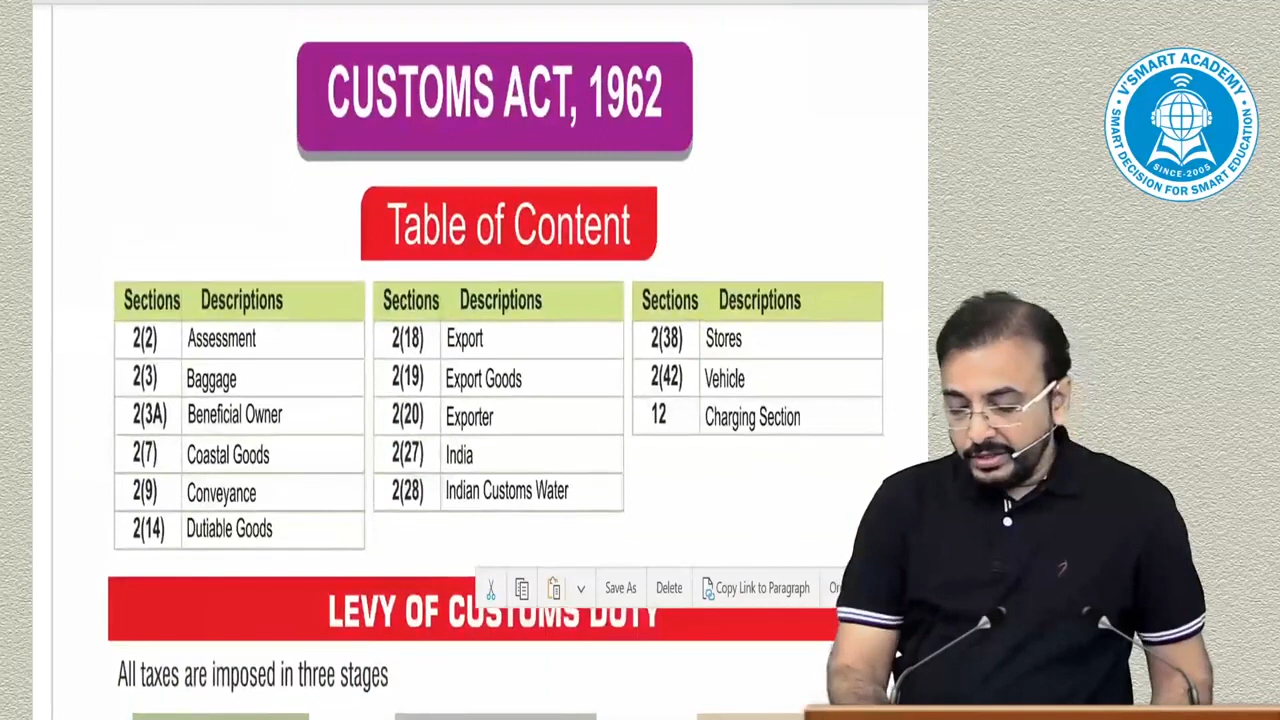 CUSTOMS ACT, 1962
Table of Content
Sections Descriptions
2(2) Assessment
2(3) Baggage
2(3A) Beneficial Owner
2(7) Coastal Goods
2(9) Conveyance
2(14) Dutiable Goods
Sections Descriptions
2(18) Export
2(19) Export Goods
2(20) Exporter
2(27) India
2(28) Indian Customs Water
Sections Descriptions
2(38) Stores
2(42) Vehicle
12 Charging Section
Save As Delete Copy Link to Paragraph
LEVY OF CUSTOMS DUTY
All taxes are imposed in three stages
V'SMART ACADEMY
SINCE-2005
SMART DECISION FOR SMART EDUCATION